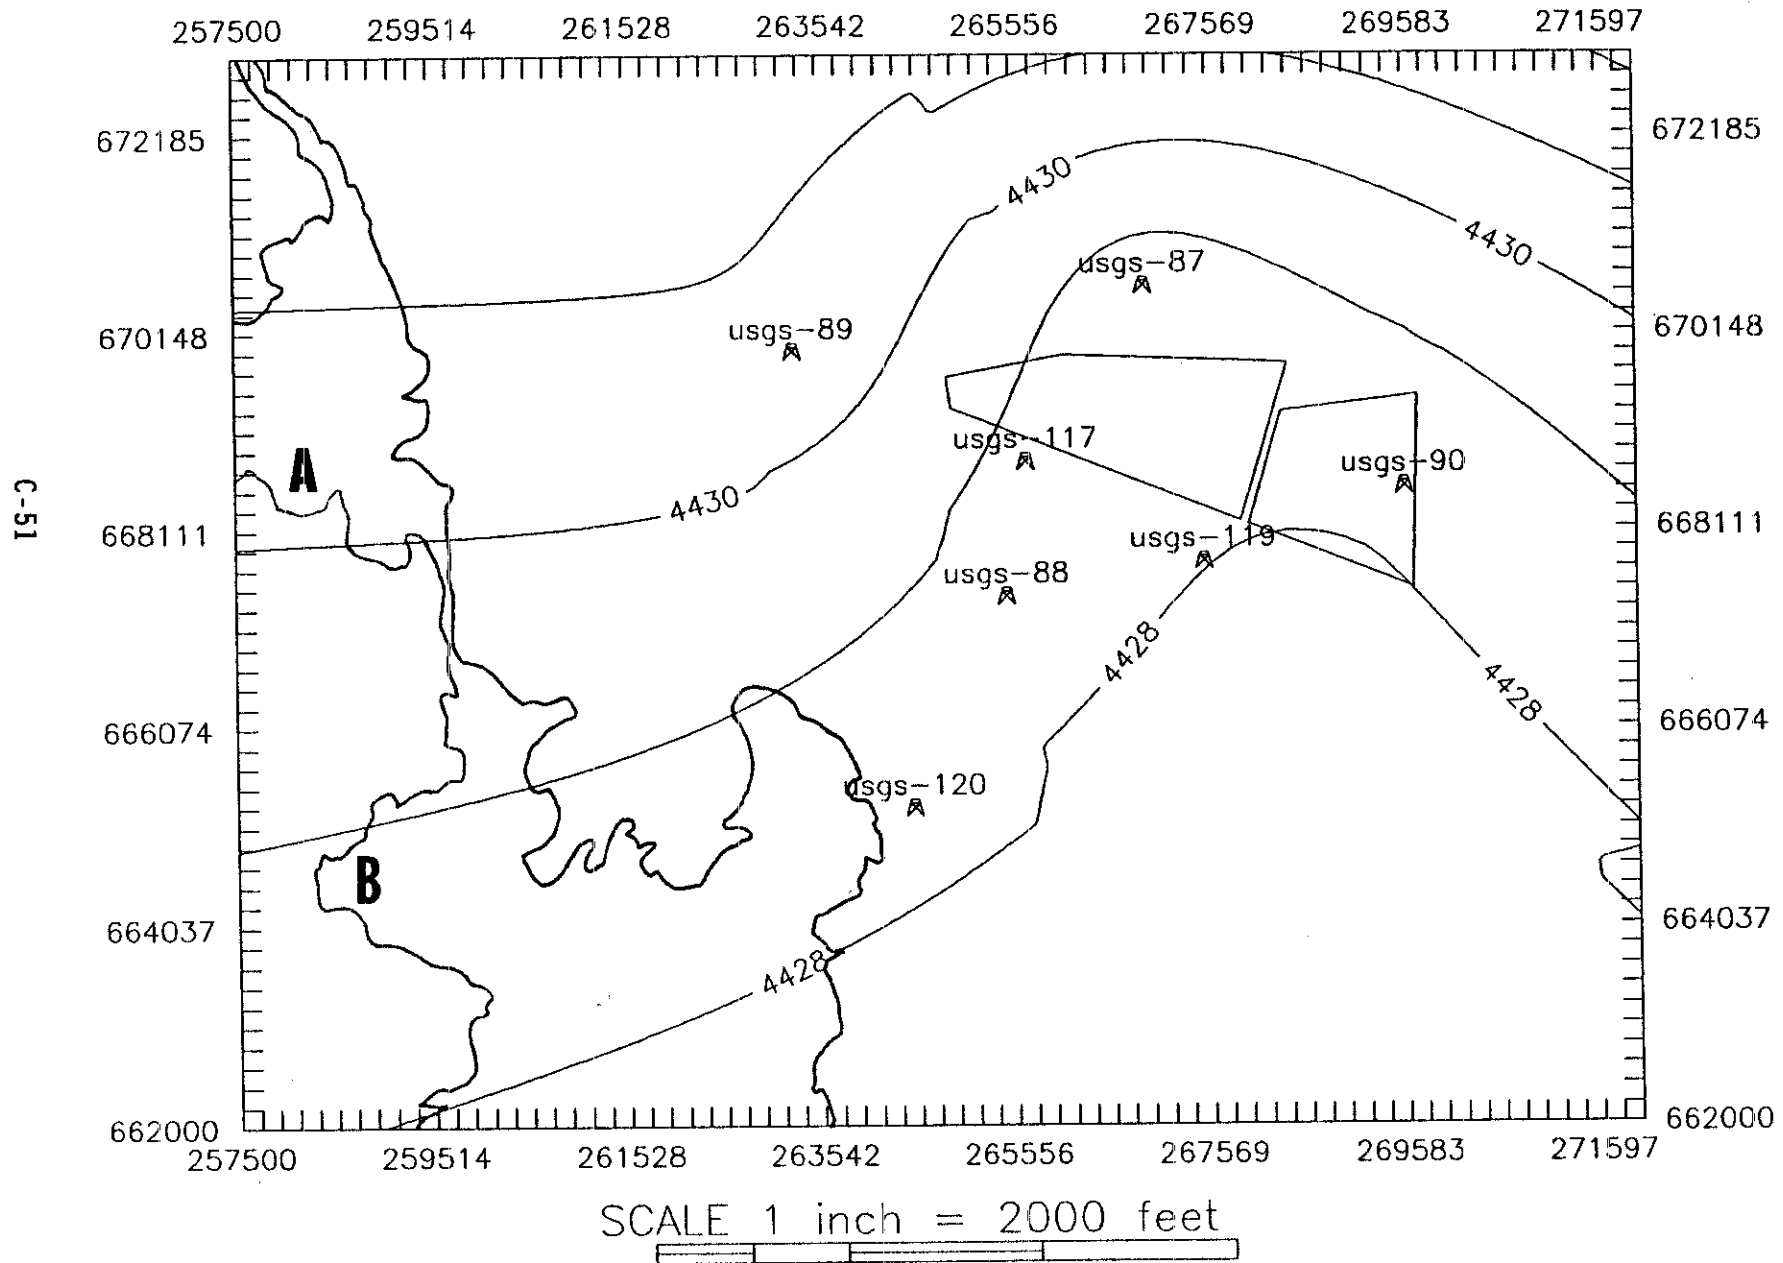 257500 259514 261528 263542 265556 267569 269583 271597
672185 672185
4430
4430
usgs-87
670148 670148
usgs-89
usgs-117
usgs-90
A
4430
C-51
668111 668111
usgs-119
usgs-88
4428
4428
666074 666074
usgs-120
B
664037 664037
4428
662000 662000
257500 259514 261528 263542 265556 267569 269583 271597
SCALE 1 inch = 2000 feet